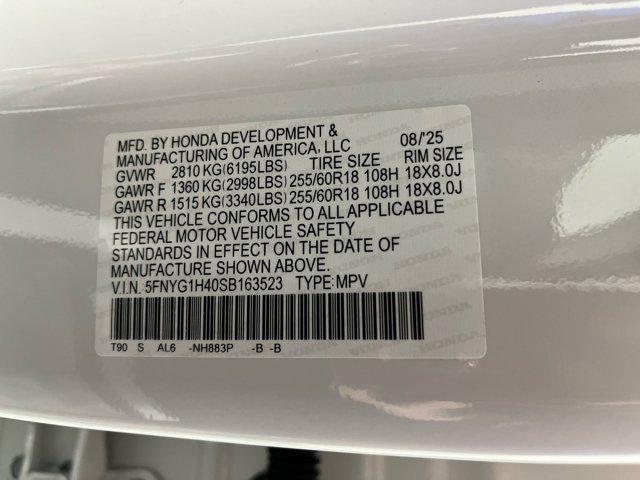 MFD. BY HONDA DEVELOPMENT & 08/'25
MANUFACTURING OF AMERICA, LLC
GVWR 2810 KG(6195LBS) TIRE SIZE RIM SIZE
GAWR F 1360 KG(2998LBS) 255/60R18 108H 18X8.0J
GAWR R 1515 KG(3340LBS) 255/60R18 108H 18X8.0J
THIS VEHICLE CONFORMS TO ALL APPLICABLE
FEDERAL MOTOR VEHICLE SAFETY
STANDARDS IN EFFECT ON THE DATE OF
MANUFACTURE SHOWN ABOVE.
V.I.N. 5FNYG1H40SB163523 TYPE:MPV
T90 S AL6 -NH883P -B -B